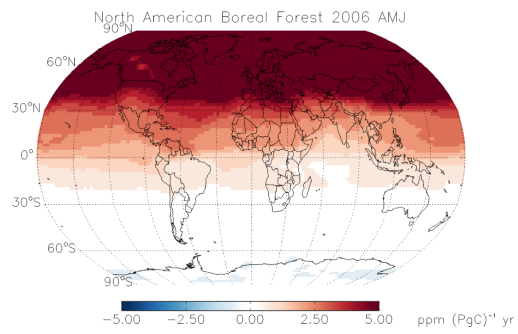 North American Boreal Forest 2006 AMJ
90°N
60°N
30°N
0°
30°S
60°S
90°S
−5.00 −2.50 0.00 2.50 5.00 ppm (PgC)⁻¹ yr